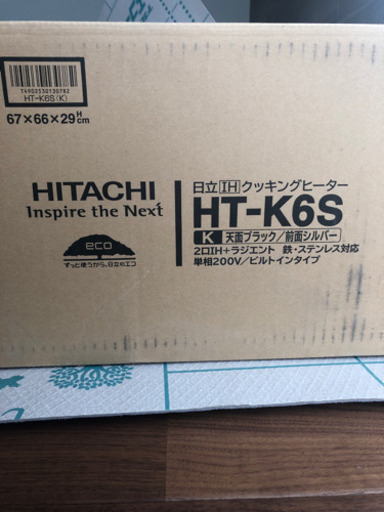 T4902530130782
HT-K6S(K)
67×66×29Hcm
HITACHI
Inspire the Next
eco
ずっと使うから、日立のエコ
日立IHクッキングヒーター
HT-K6S
K 天面ブラック/前面シルバー
2口IH+ラジエント 鉄・ステンレス対応
単相200V/ビルトインタイプ